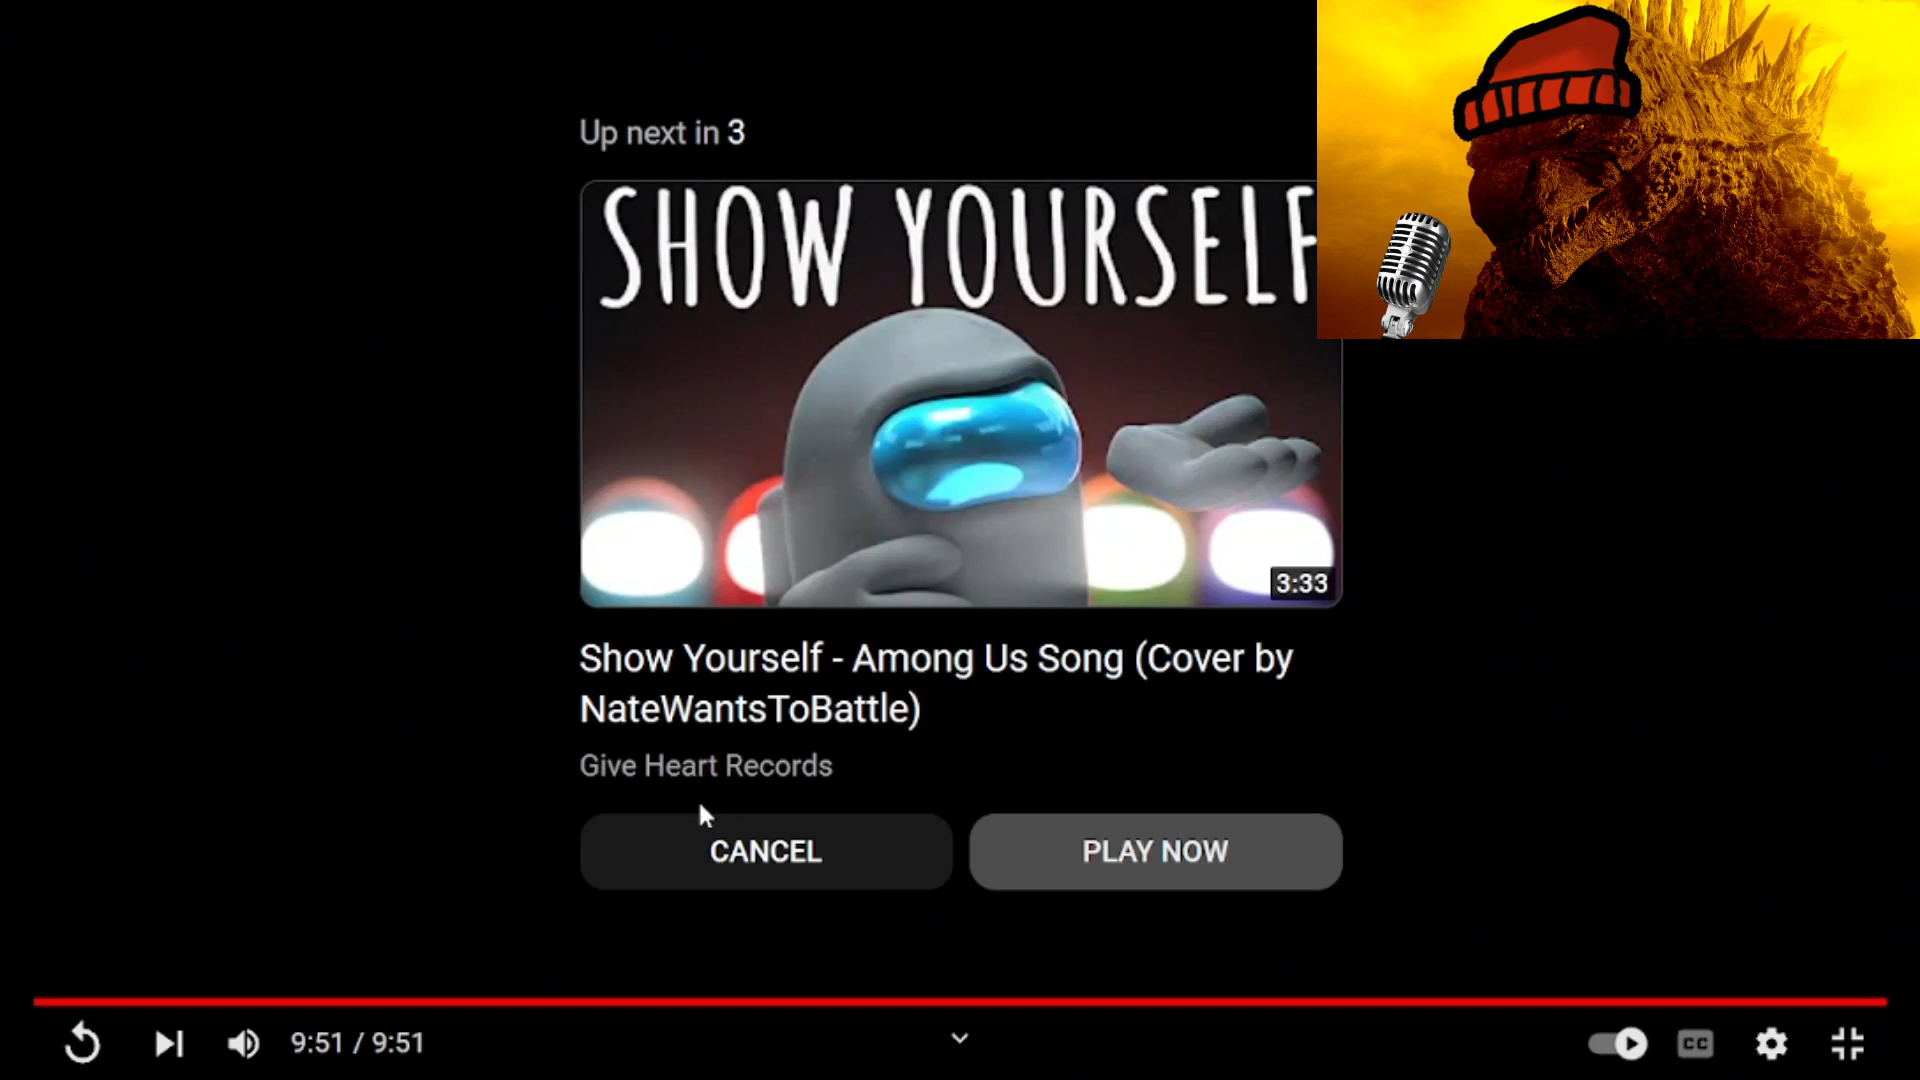 Up next in 3
SHOW YOURSELF
3:33
Show Yourself - Among Us Song (Cover by
NateWantsToBattle)
Give Heart Records
CANCEL
PLAY NOW
9:51 / 9:51
CC